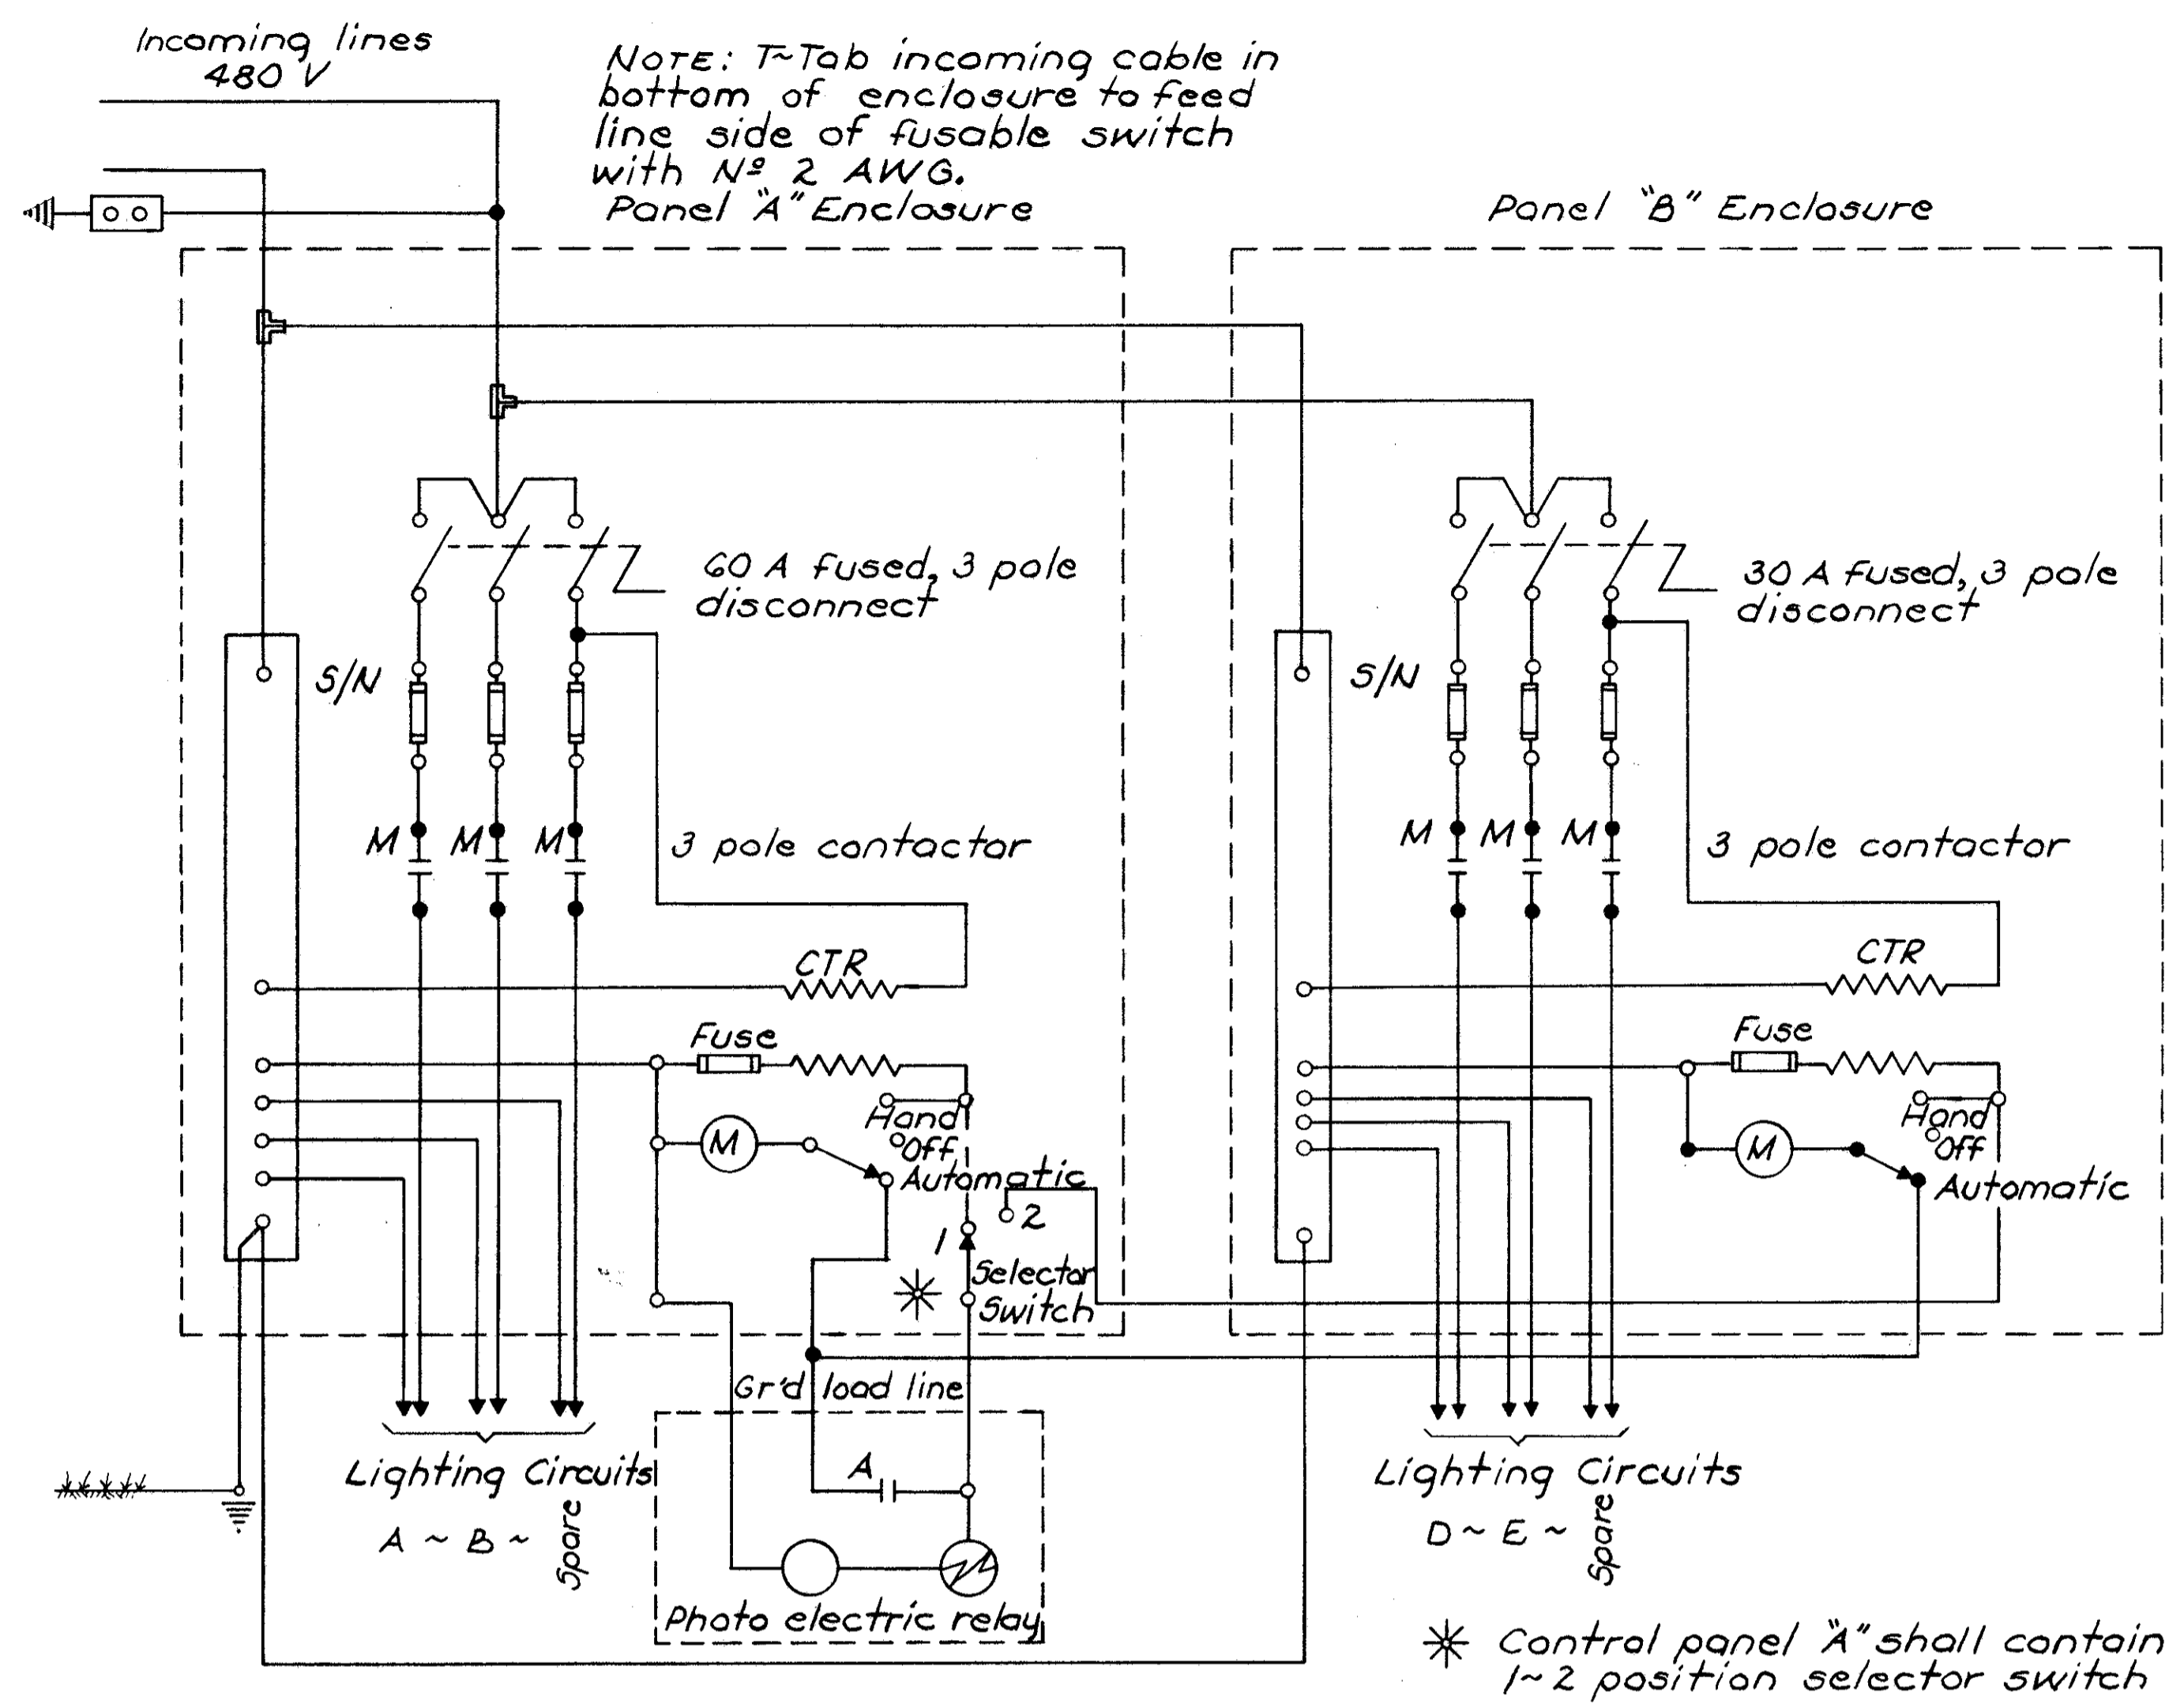 Incoming lines
480 V
NOTE: T~Tab incoming cable in
bottom of enclosure to feed
line side of fusable switch
with Nº 2 AWG.
Panel "A" Enclosure
Panel "B" Enclosure
60 A fused, 3 pole
disconnect
30 A fused, 3 pole
disconnect
S/N
S/N
M M M
3 pole contactor
M M M
3 pole contactor
CTR
CTR
Fuse
Fuse
Hand
Off
Automatic
M
Hand
Off
Automatic
M
2
1
Selector
Switch
Gr'd load line
Lighting Circuits
A ~ B ~ Spare
A
Photo electric relay
Lighting Circuits
D ~ E ~ Spare
Control panel "A" shall contain
1~2 position selector switch